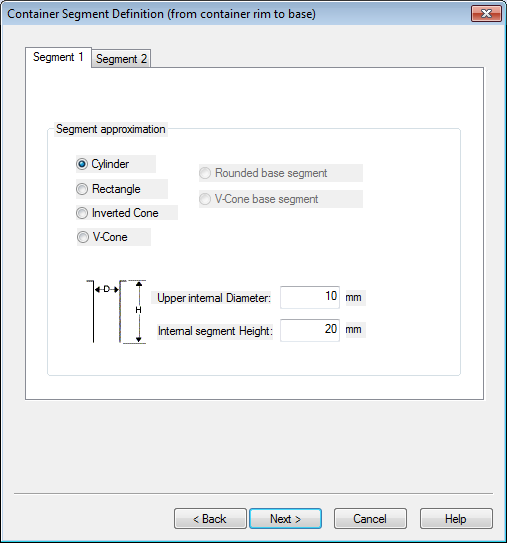 Container Segment Definition (from container rim to base)
Segment 1 Segment 2
Segment approximation
Cylinder
Rounded base segment
Rectangle
V-Cone base segment
Inverted Cone
V-Cone
D
H
Upper internal Diameter: 10 mm
Internal segment Height: 20 mm
< Back Next > Cancel Help